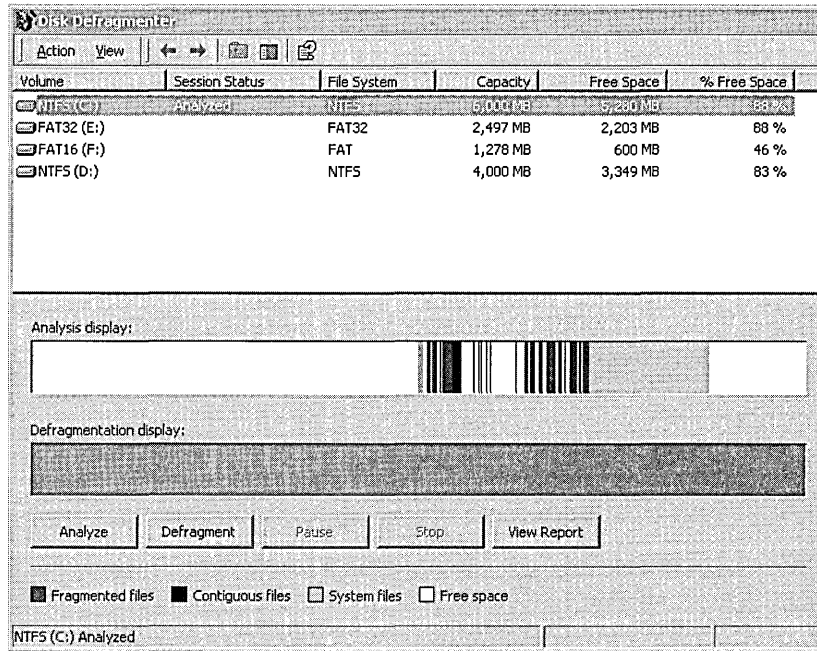 Disk Defragmenter
Action View
Volume Session Status File System Capacity Free Space % Free Space
NTFS (C:) Analyzed NTFS 6,000 MB 5,280 MB 88 %
FAT32 (E:) FAT32 2,497 MB 2,203 MB 88 %
FAT16 (F:) FAT 1,278 MB 600 MB 46 %
NTFS (D:) NTFS 4,000 MB 3,349 MB 83 %
Analysis display:
Defragmentation display:
Analyze Defragment Pause Stop View Report
Fragmented files Contiguous files System files Free space
NTFS (C:) Analyzed